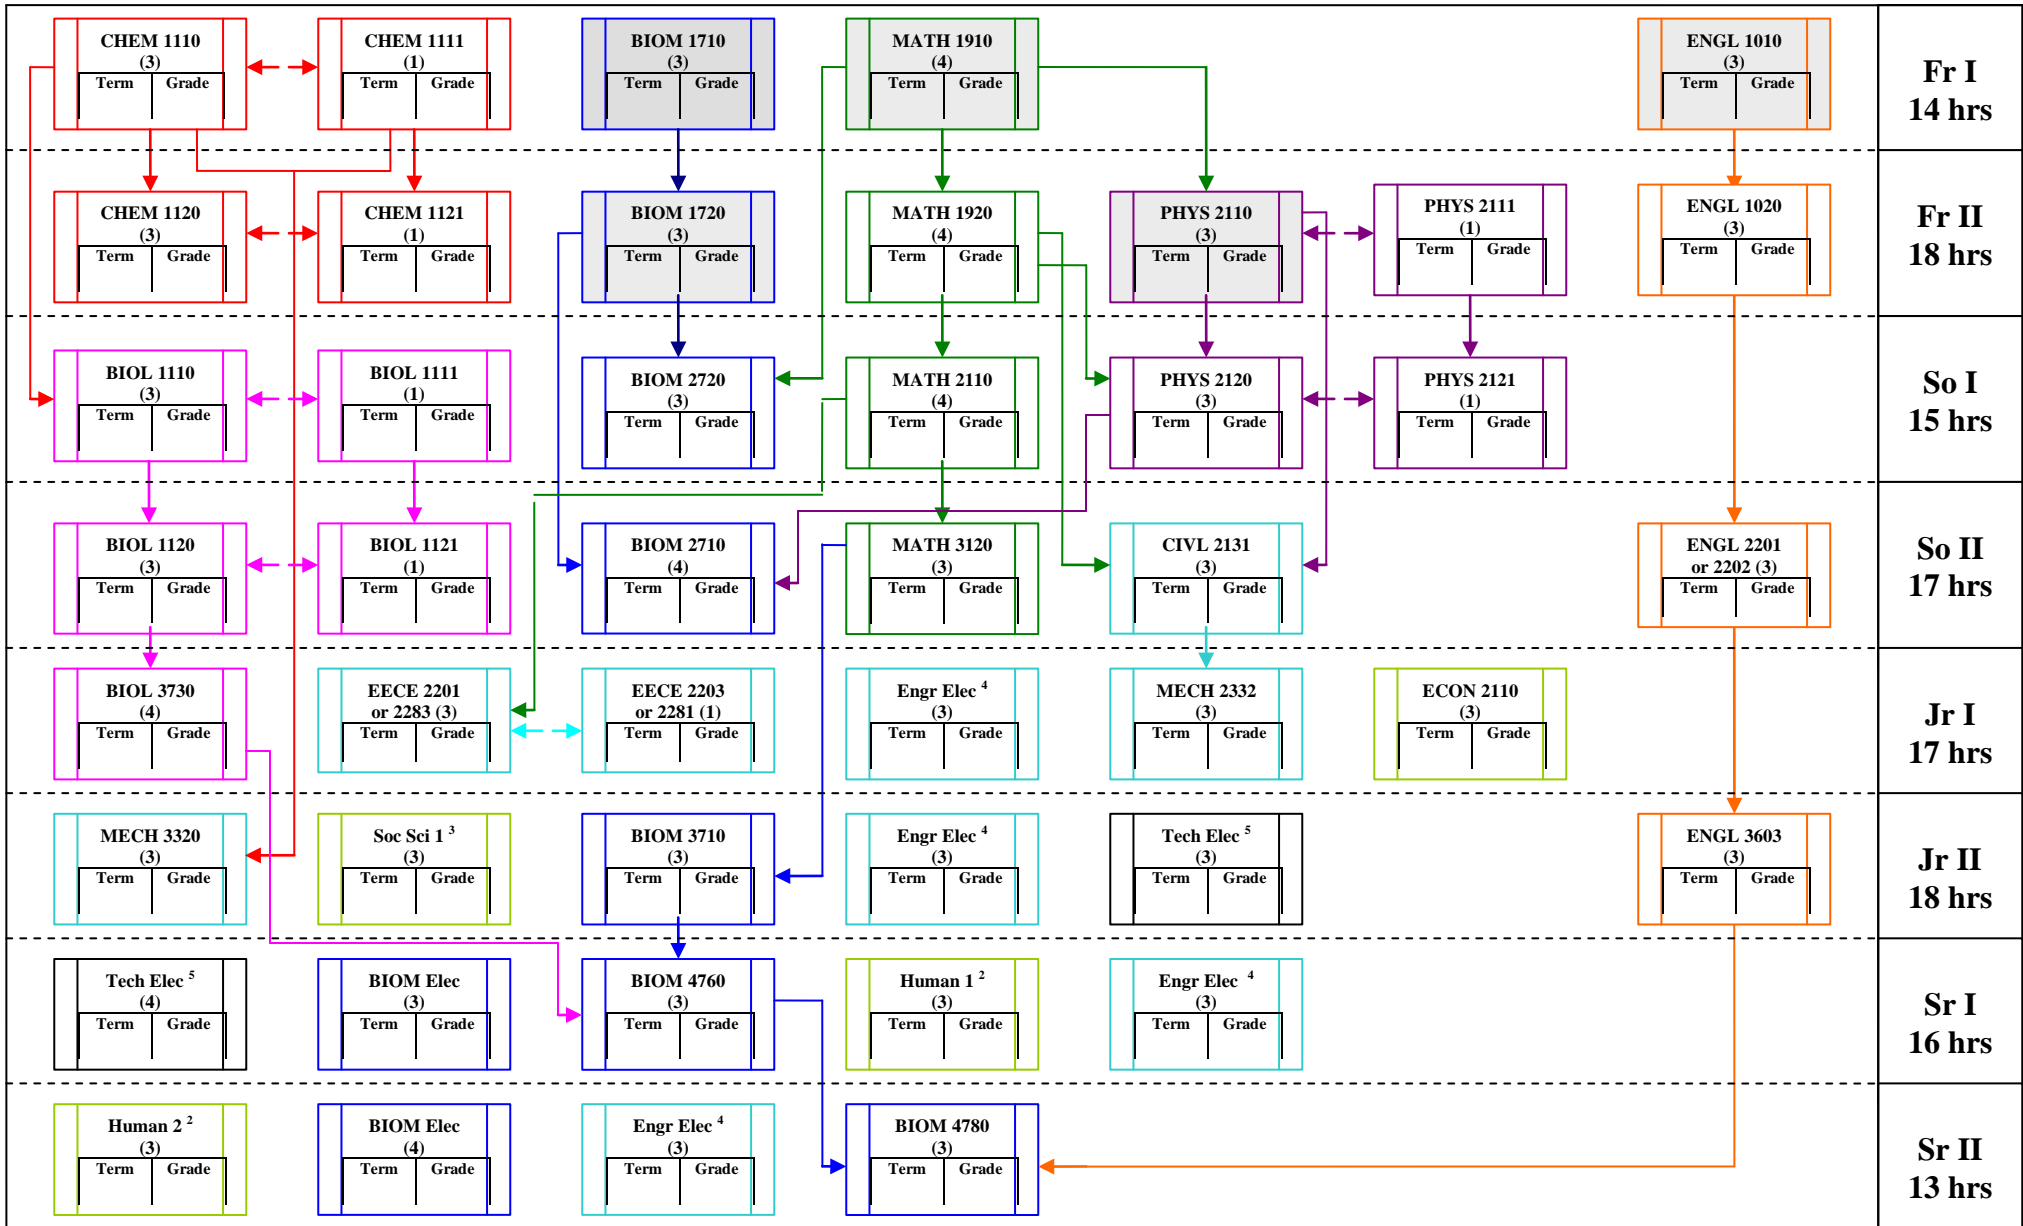 CHEM 1110
(3)
Term Grade
CHEM 1111
(1)
Term Grade
BIOM 1710
(3)
Term Grade
MATH 1910
(4)
Term Grade
ENGL 1010
(3)
Term Grade
Fr I
14 hrs
CHEM 1120
(3)
Term Grade
CHEM 1121
(1)
Term Grade
BIOM 1720
(3)
Term Grade
MATH 1920
(4)
Term Grade
PHYS 2110
(3)
Term Grade
PHYS 2111
(1)
Term Grade
ENGL 1020
(3)
Term Grade
Fr II
18 hrs
BIOL 1110
(3)
Term Grade
BIOL 1111
(1)
Term Grade
BIOM 2720
(3)
Term Grade
MATH 2110
(4)
Term Grade
PHYS 2120
(3)
Term Grade
PHYS 2121
(1)
Term Grade
So I
15 hrs
BIOL 1120
(3)
Term Grade
BIOL 1121
(1)
Term Grade
BIOM 2710
(4)
Term Grade
MATH 3120
(3)
Term Grade
CIVL 2131
(3)
Term Grade
ENGL 2201
or 2202 (3)
Term Grade
So II
17 hrs
BIOL 3730
(4)
Term Grade
EECE 2201
or 2283 (3)
Term Grade
EECE 2203
or 2281 (1)
Term Grade
Engr Elec 4
(3)
Term Grade
MECH 2332
(3)
Term Grade
ECON 2110
(3)
Term Grade
Jr I
17 hrs
MECH 3320
(3)
Term Grade
Soc Sci 1 3
(3)
Term Grade
BIOM 3710
(3)
Term Grade
Engr Elec 4
(3)
Term Grade
Tech Elec 5
(3)
Term Grade
ENGL 3603
(3)
Term Grade
Jr II
18 hrs
Tech Elec 5
(4)
Term Grade
BIOM Elec
(3)
Term Grade
BIOM 4760
(3)
Term Grade
Human 1 2
(3)
Term Grade
Engr Elec 4
(3)
Term Grade
Sr I
16 hrs
Human 2 2
(3)
Term Grade
BIOM Elec
(4)
Term Grade
Engr Elec 4
(3)
Term Grade
BIOM 4780
(3)
Term Grade
Sr II
13 hrs